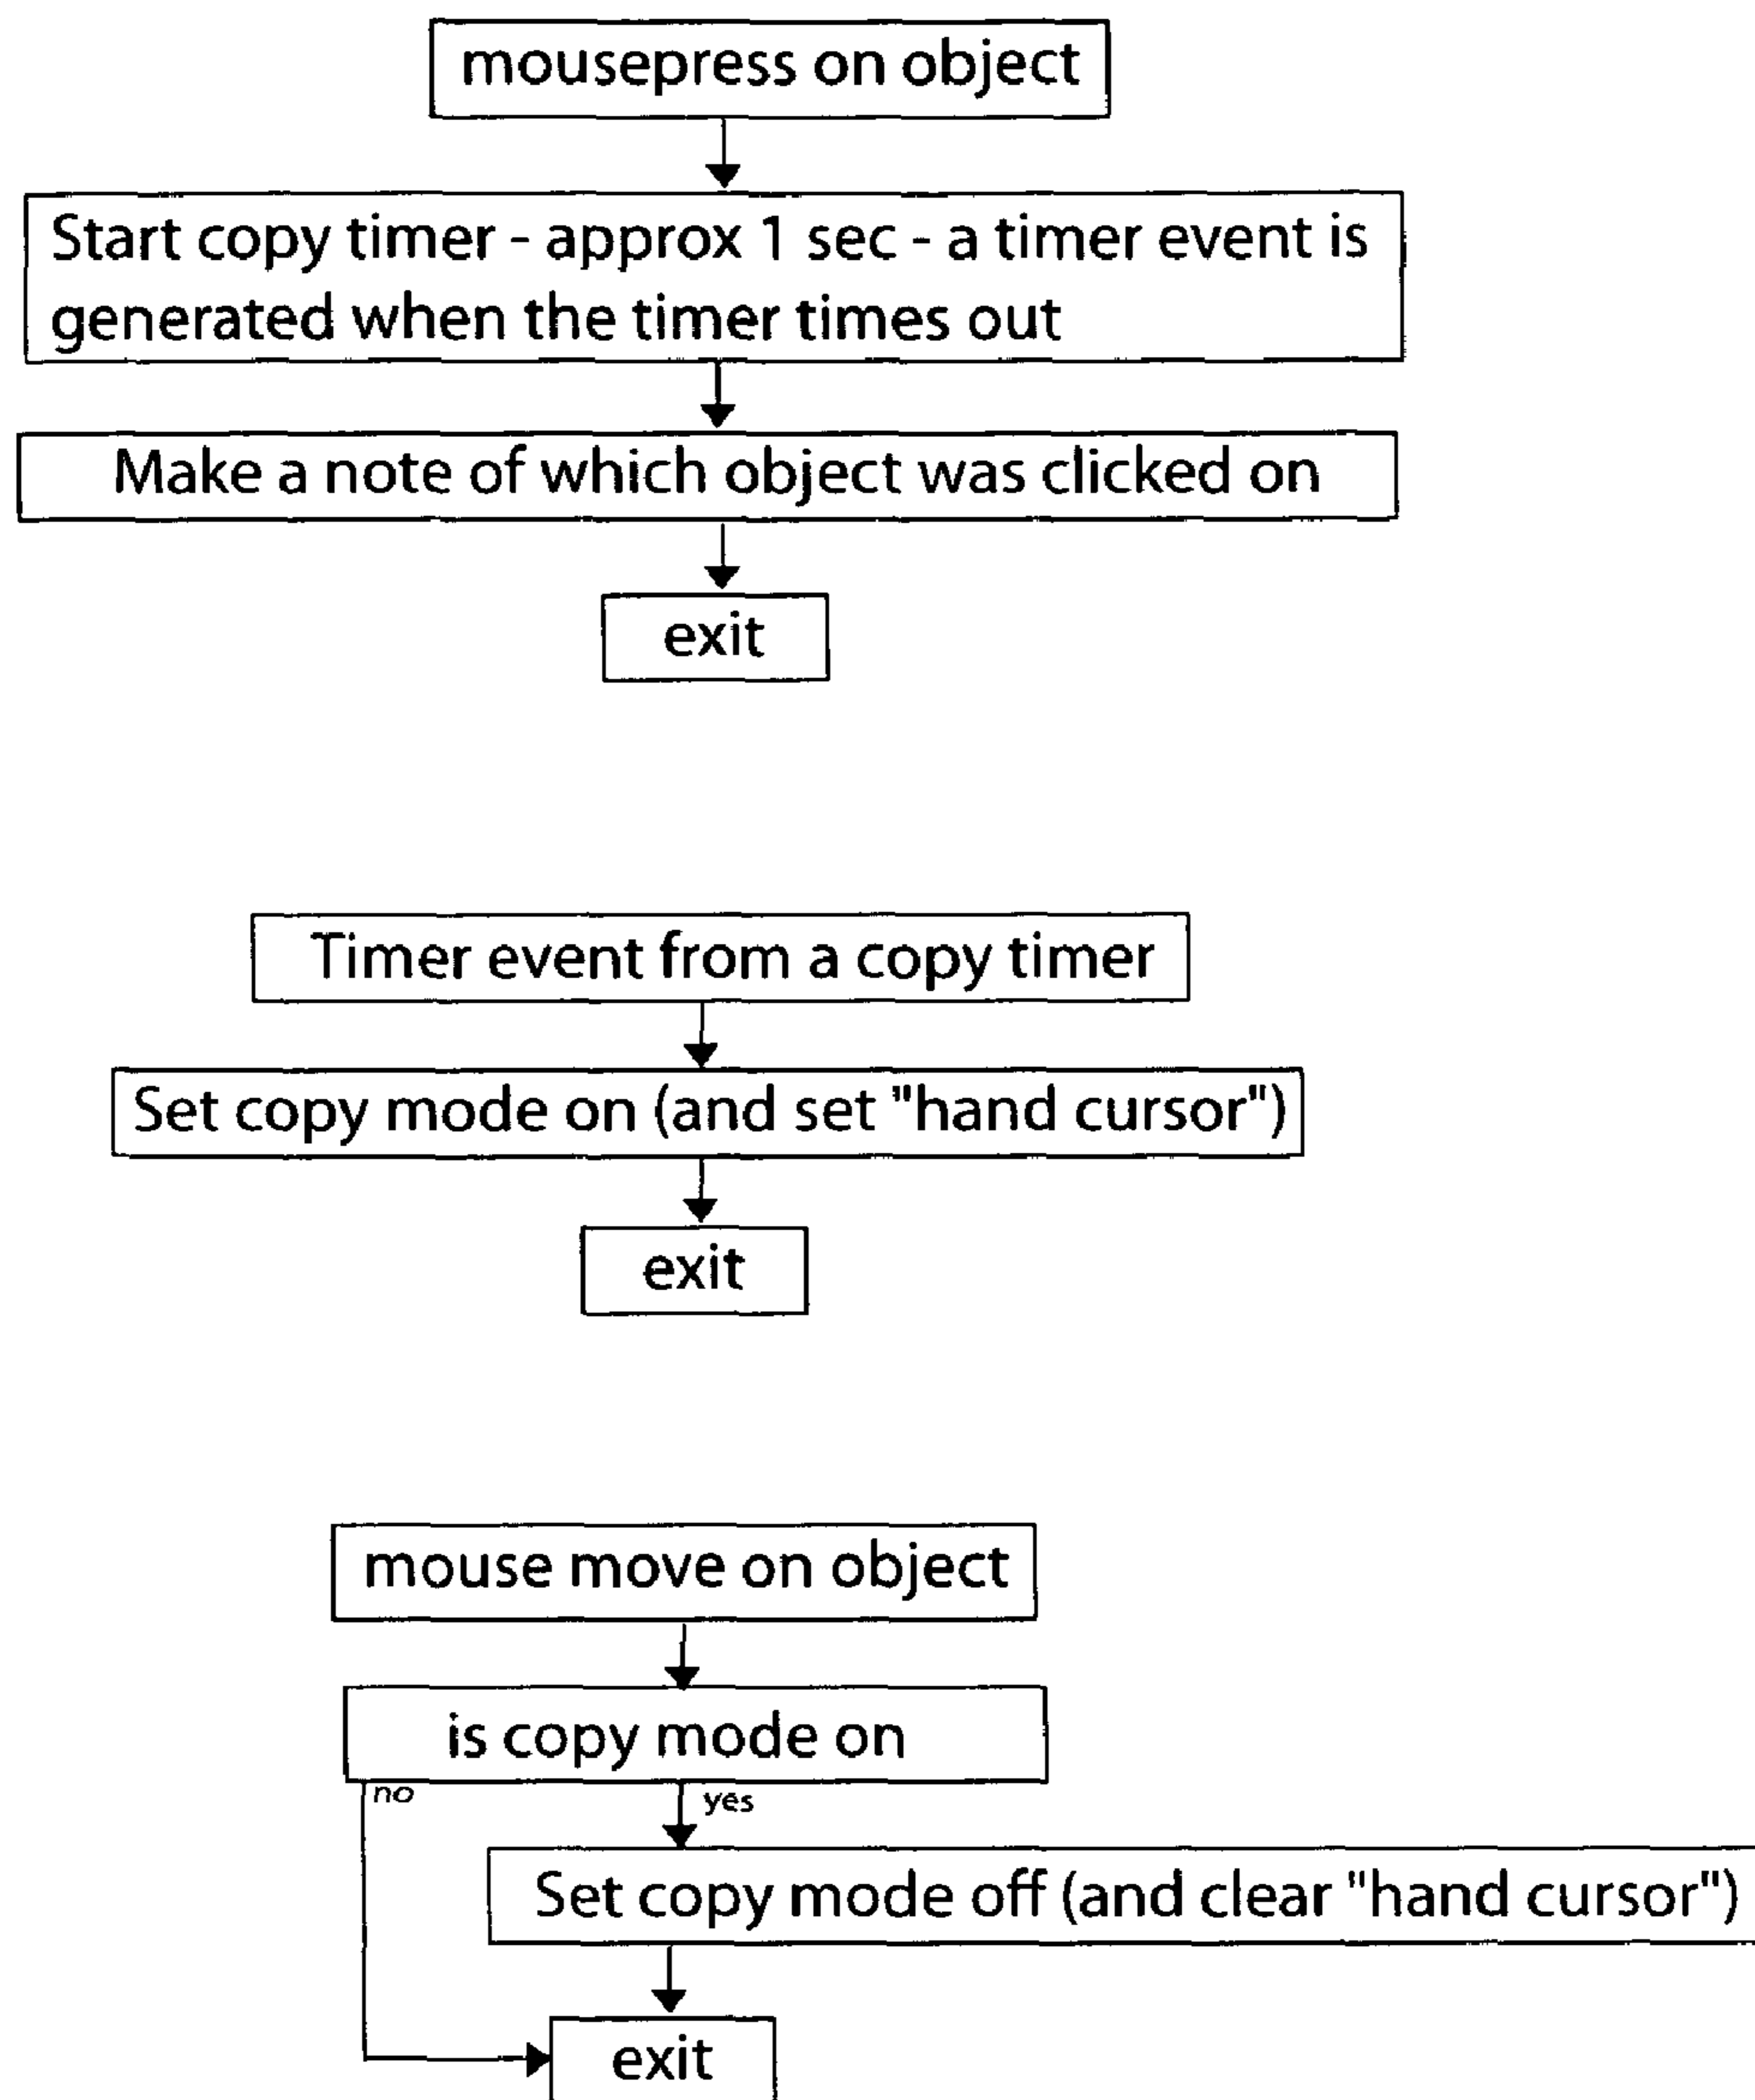 mousepress on object
Start copy timer - approx 1 sec - a timer event is
generated when the timer times out
Make a note of which object was clicked on
exit
Timer event from a copy timer
Set copy mode on (and set "hand cursor")
exit
mouse move on object
is copy mode on
no
yes
Set copy mode off (and clear "hand cursor")
exit